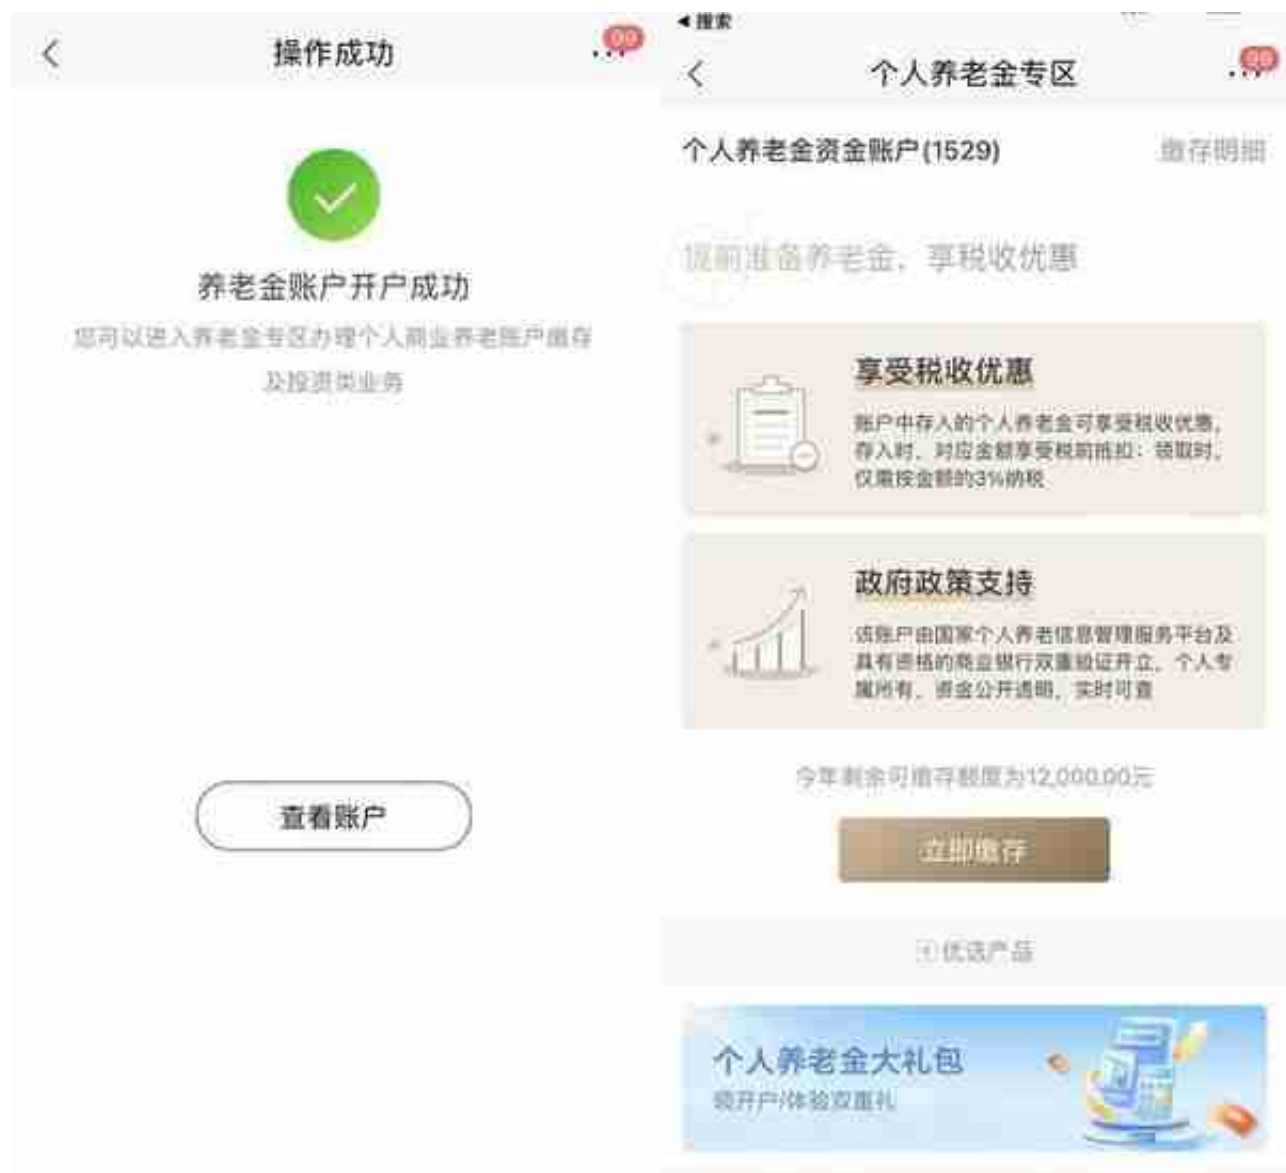 操作成功
99
养老金账户开户成功
您可以进入养老金专区办理个人商业养老账户缴存
及投资类业务
查看账户
搜索
个人养老金专区
99
个人养老金资金账户(1529)
缴存明细
提前准备养老金，享税收优惠
享受税收优惠
账户中存入的个人养老金可享受税收优惠，
存入时，对应金额享受税前抵扣；领取时，
仅需按金额的3%纳税
政府政策支持
该账户由国家个人养老信息管理服务平台及
具有资格的商业银行双重验证开立，个人专
属所有，资金公开透明，实时可查
今年剩余可缴存额度为12,000.00元
立即缴存
优选产品
个人养老金大礼包
领开户/体验双重礼